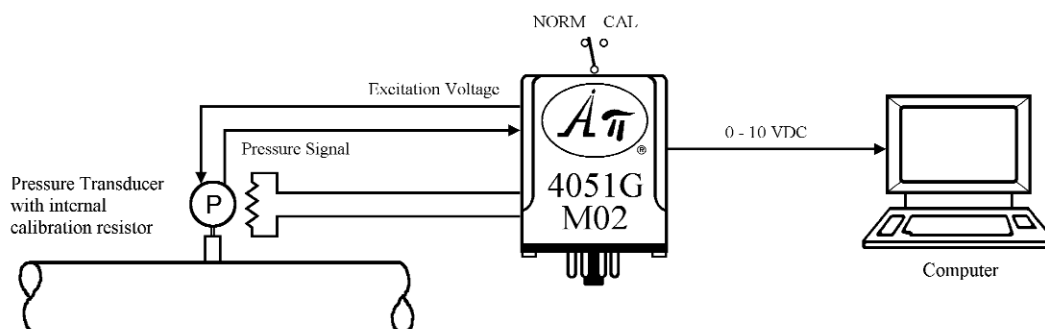 NORM CAL
Excitation Voltage
Pressure Signal
0 - 10 VDC
Pressure Transducer
with internal
calibration resistor
P
Aπ
®
4051G
M02
Computer